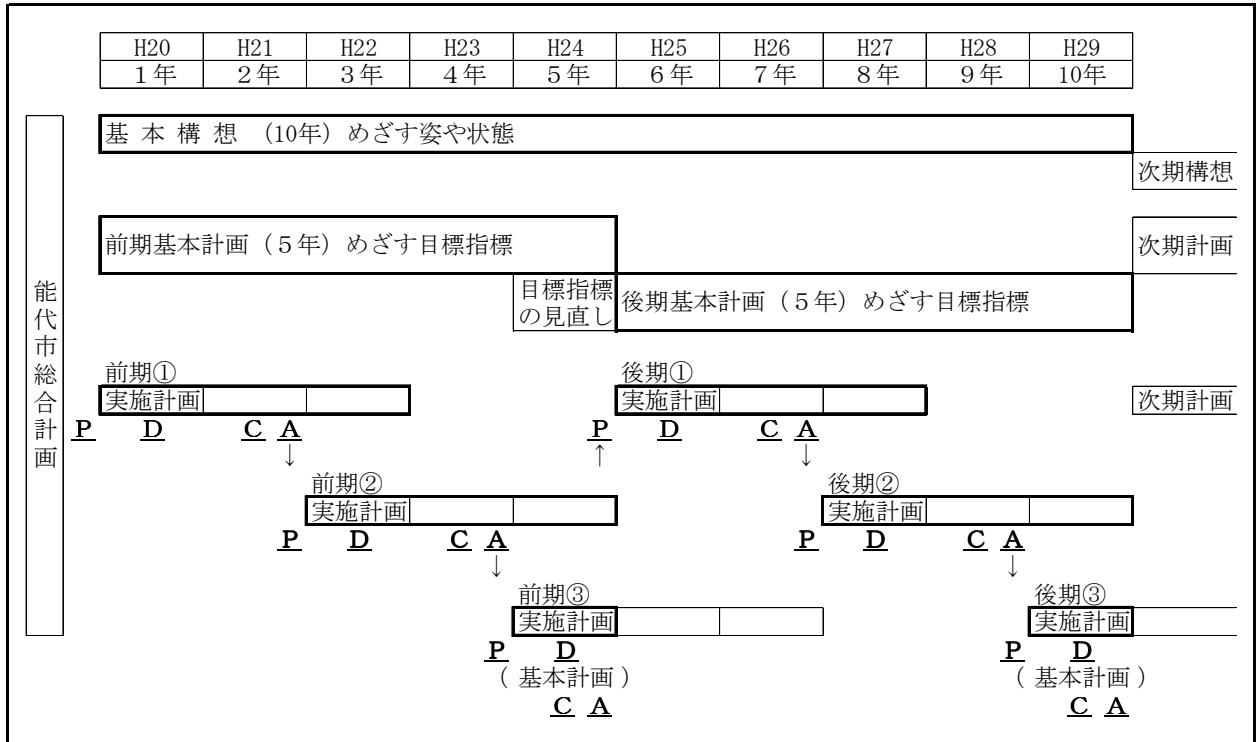 H20 H21 H22 H23 H24 H25 H26 H27 H28 H29
1年 2年 3年 4年 5年 6年 7年 8年 9年 10年
能代市総合計画
基本構想 (10年) めざす姿や状態
次期構想
前期基本計画(5年)めざす目標指標
次期計画
目標指標
の見直し
後期基本計画(5年)めざす目標指標
前期① 後期①
実施計画 実施計画 次期計画
P D C A P D C A
↓ ↑ ↓
前期② 後期②
実施計画 実施計画
P D C A P D C A
↓ ↓
前期③ 後期③
実施計画 実施計画
P D P D
(基本計画) (基本計画)
C A C A